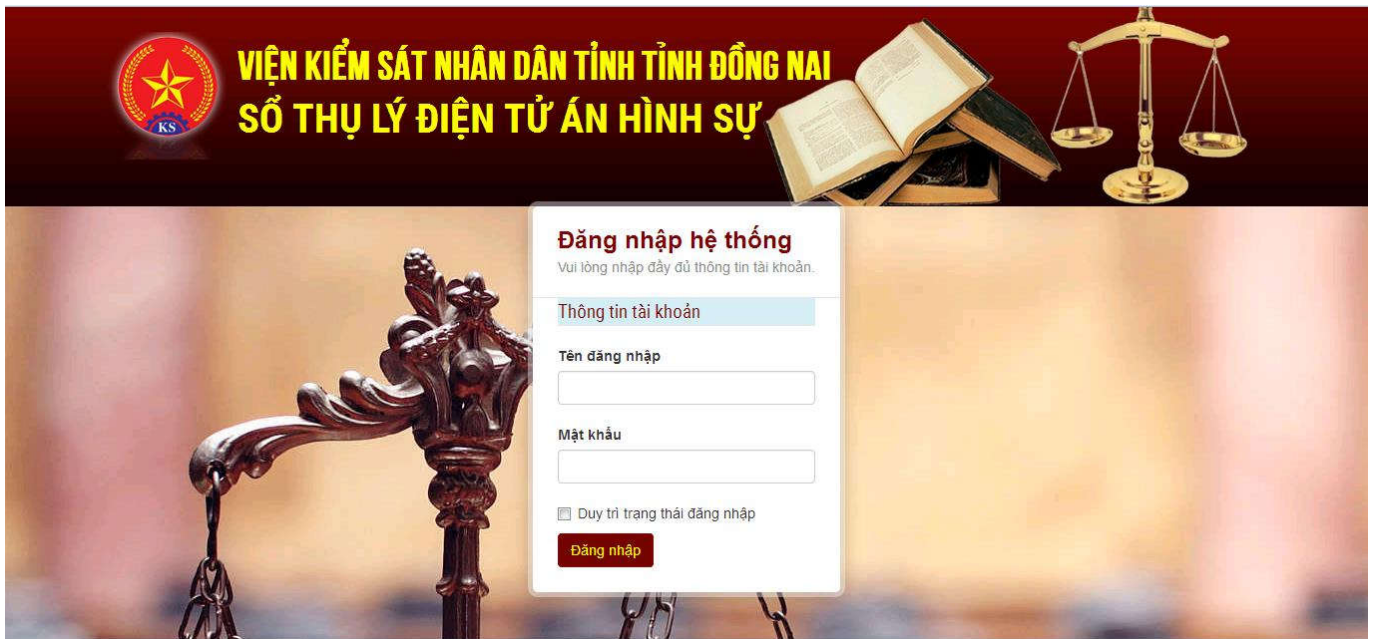 VIỆN KIỂM SÁT NHÂN DÂN TỈNH TỈNH ĐỒNG NAI
SỔ THỤ LÝ ĐIỆN TỬ ÁN HÌNH SỰ
KS
Đăng nhập hệ thống
Vui lòng nhập đầy đủ thông tin tài khoản.
Thông tin tài khoản
Tên đăng nhập
Mật khẩu
Duy trì trạng thái đăng nhập
Đăng nhập